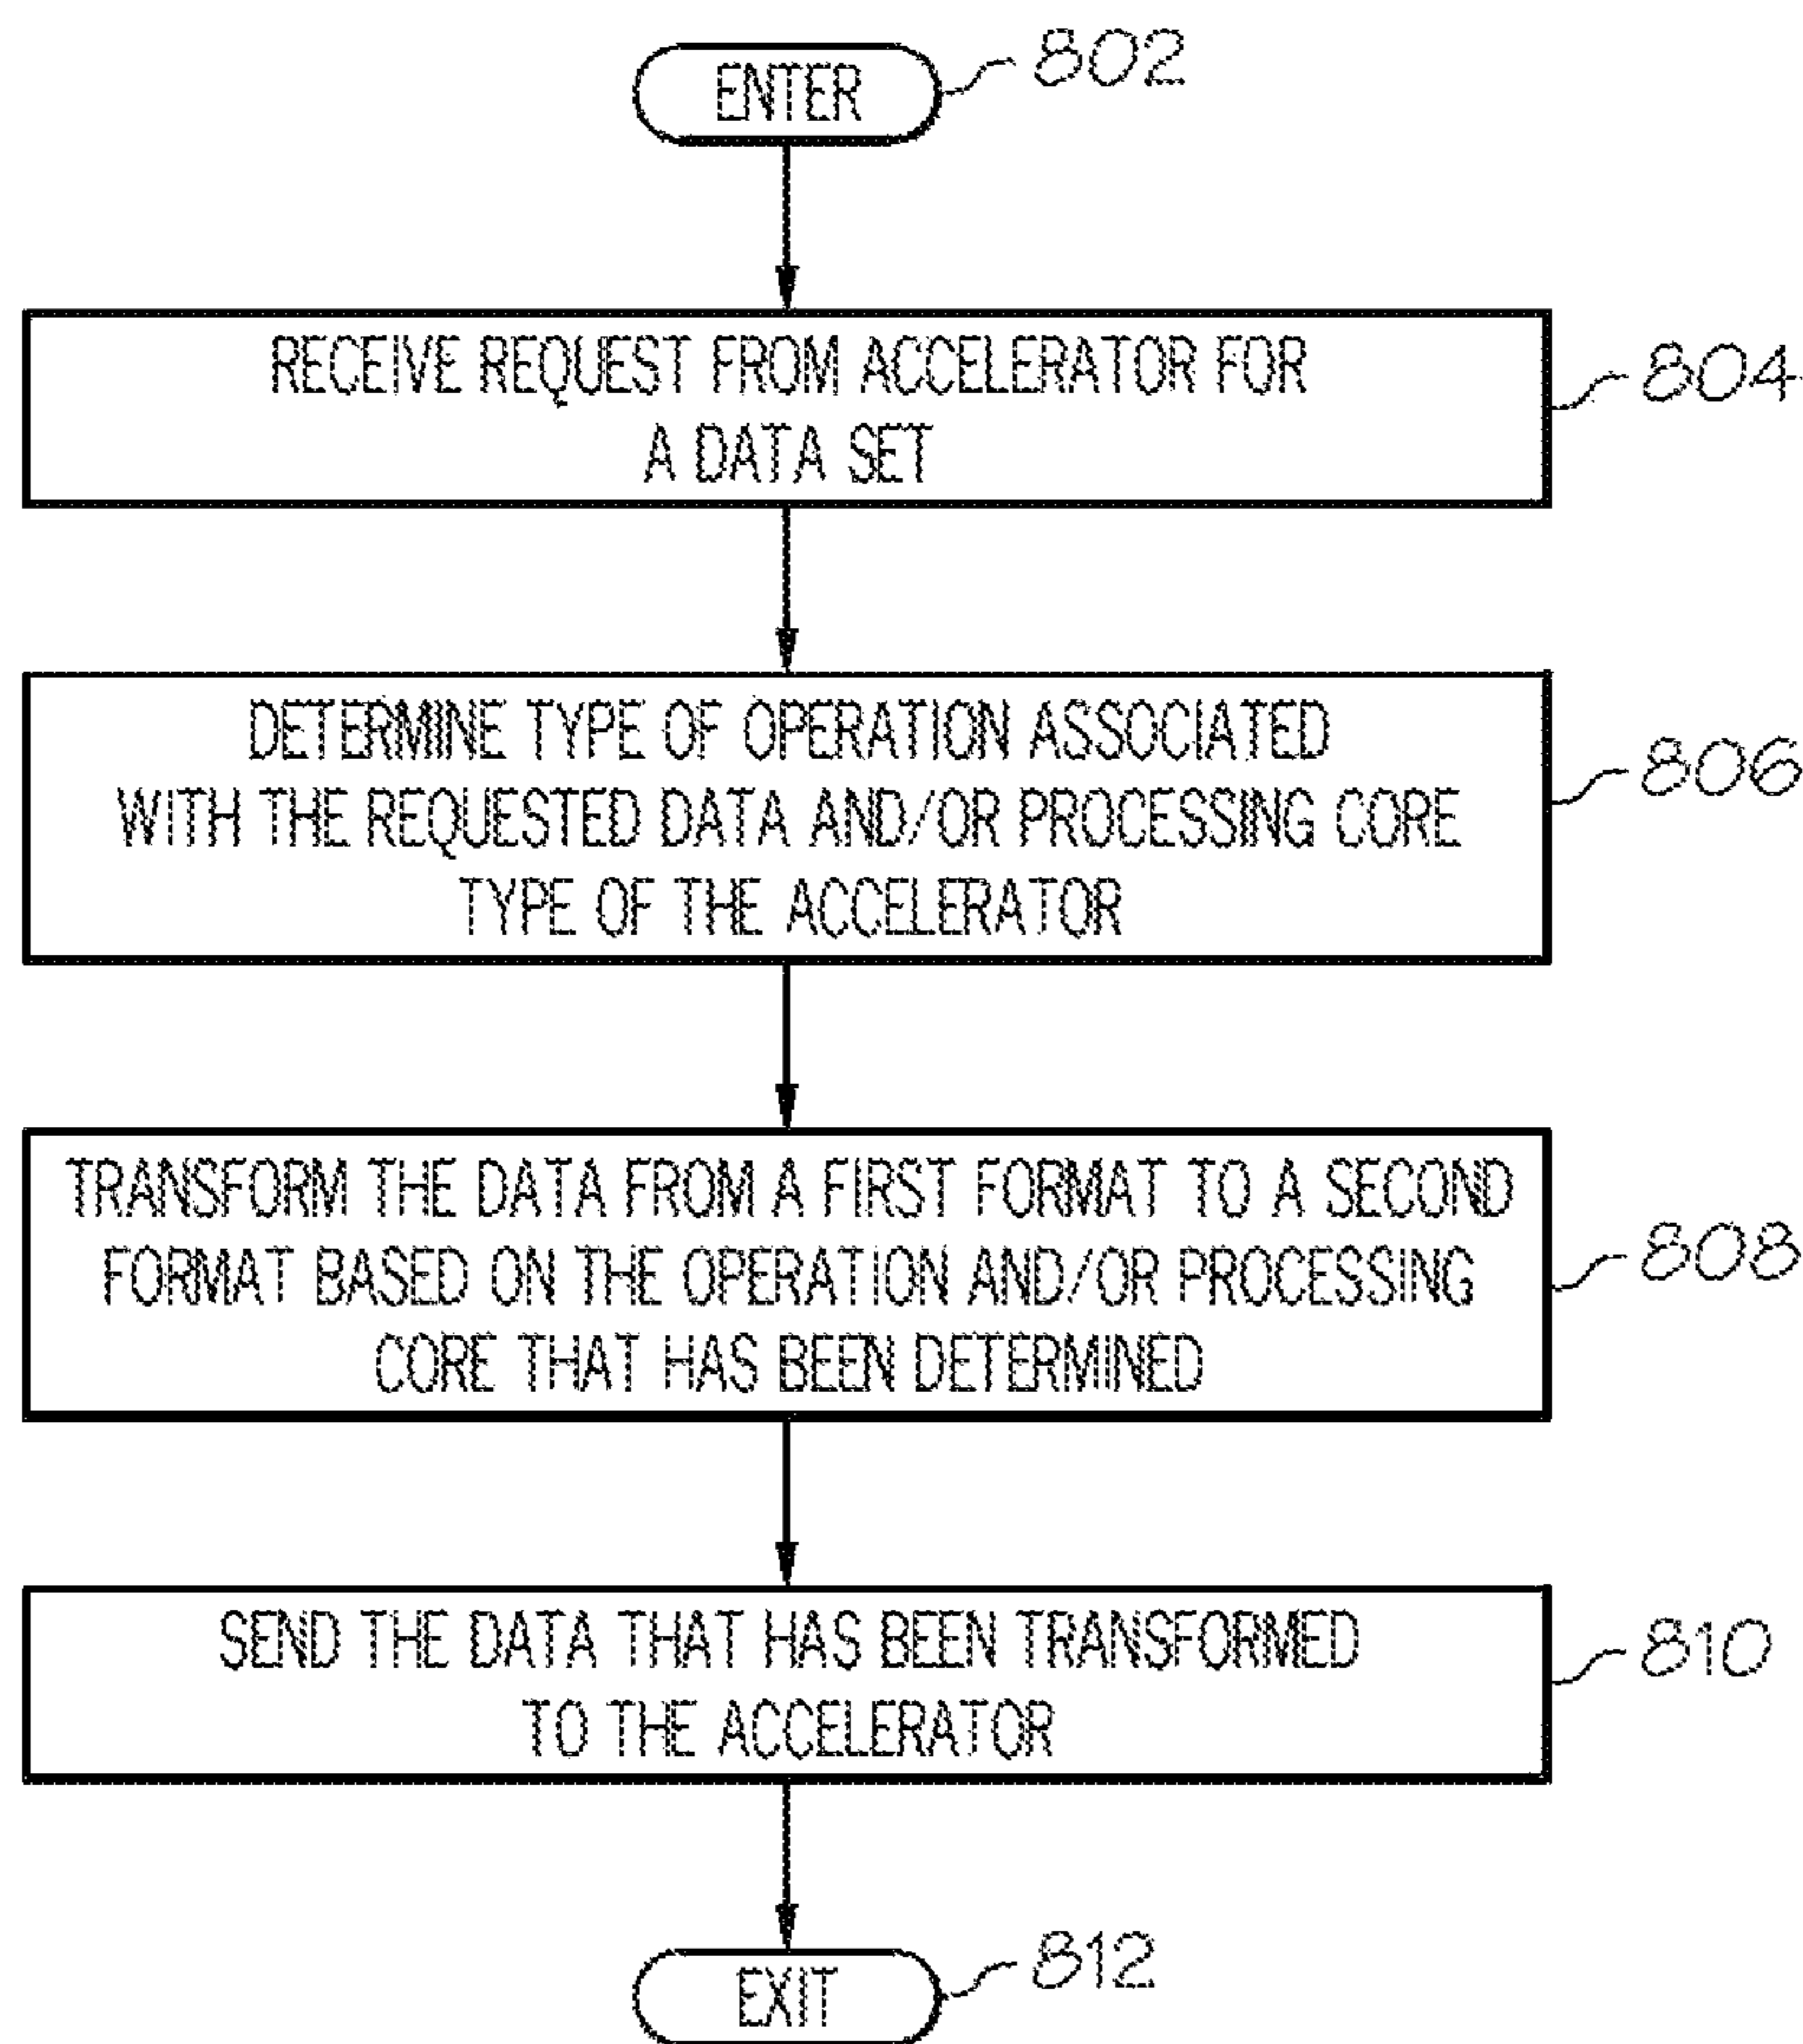 ENTER
802
RECEIVE REQUEST FROM ACCELERATOR FOR
A DATA SET
804
DETERMINE TYPE OF OPERATION ASSOCIATED
WITH THE REQUESTED DATA AND/OR PROCESSING CORE
TYPE OF THE ACCELERATOR
806
TRANSFORM THE DATA FROM A FIRST FORMAT TO A SECOND
FORMAT BASED ON THE OPERATION AND/OR PROCESSING
CORE THAT HAS BEEN DETERMINED
808
SEND THE DATA THAT HAS BEEN TRANSFORMED
TO THE ACCELERATOR
810
EXIT
812